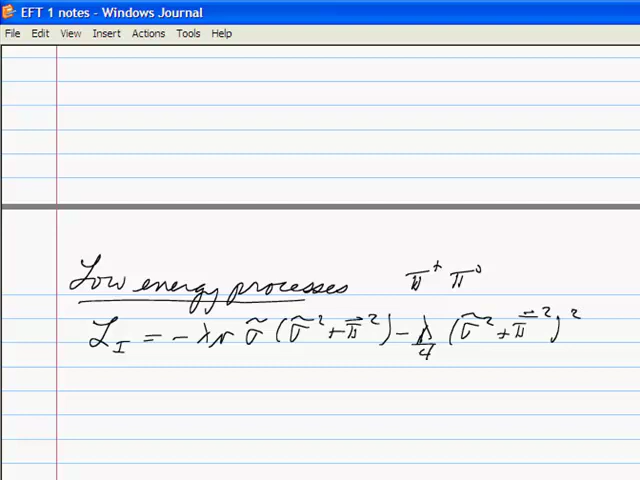 EFT 1 notes - Windows Journal
File Edit View Insert Actions Tools Help
Low energy processes π⁺ π⁰
ℒ_I = -λv σ̃ (σ̃² + π⃗²) - λ/4 (σ̃² + π⃗²)²